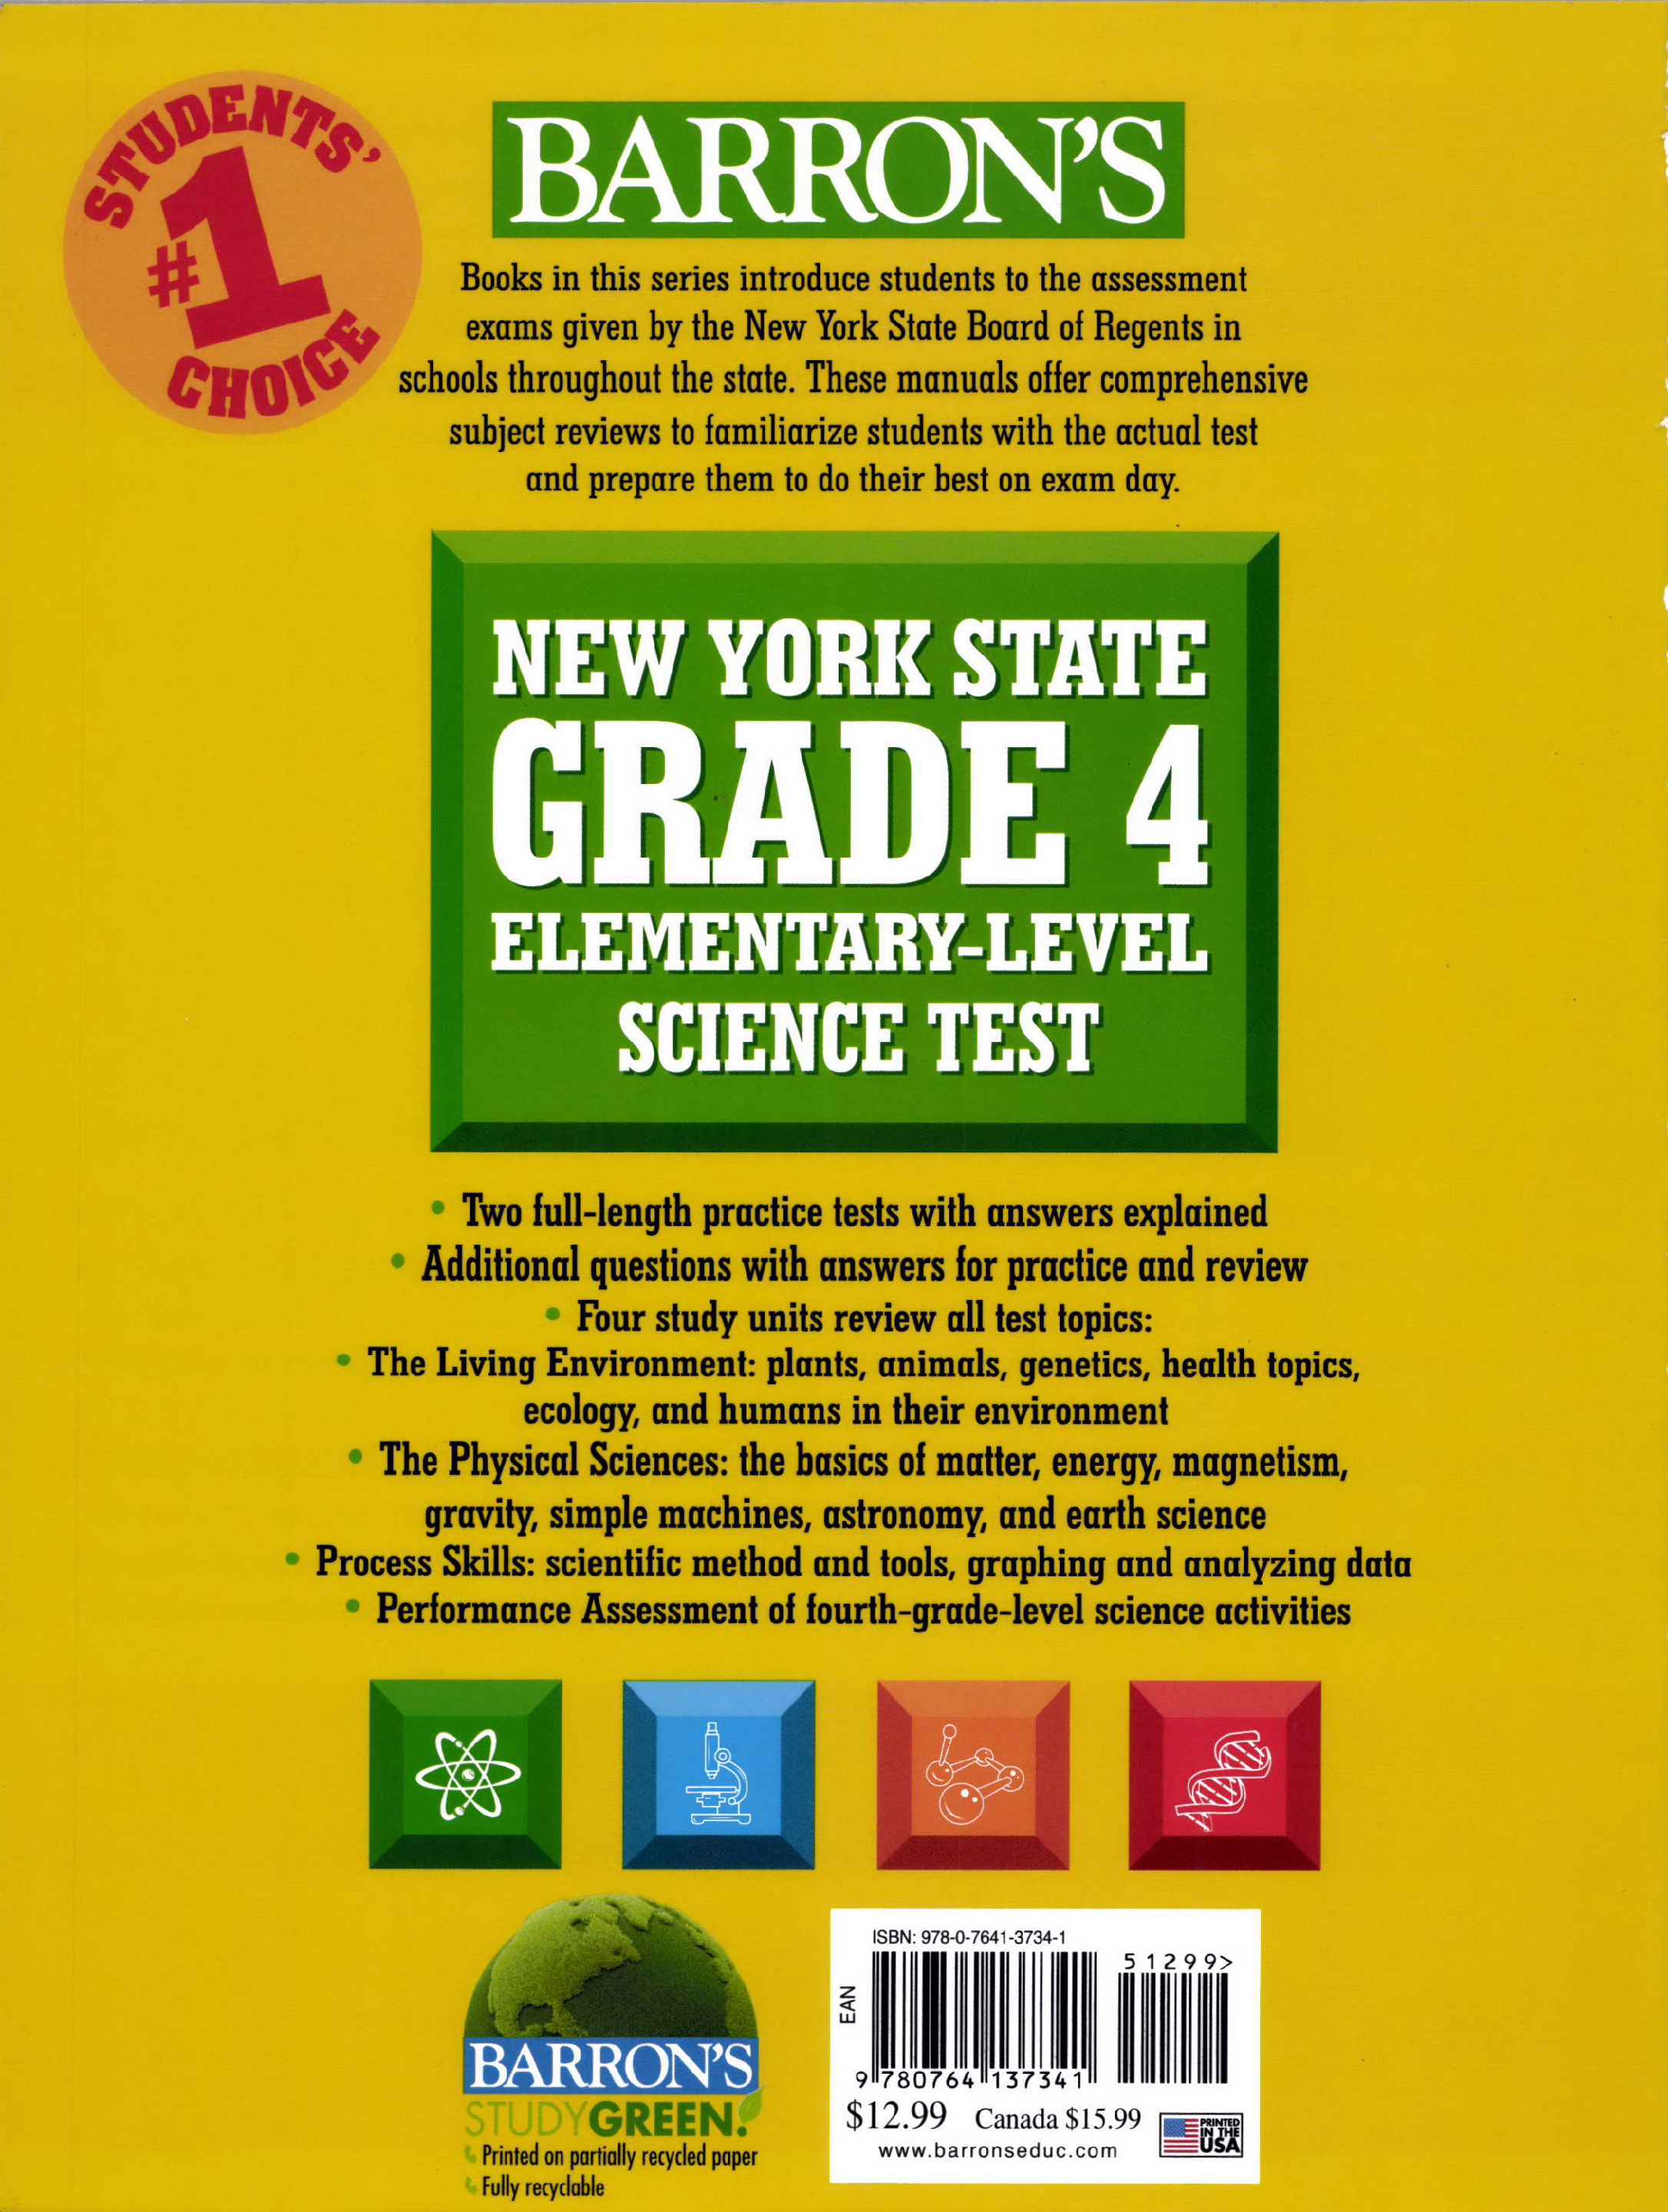 STUDENTS'
#1
CHOICE
BARRON'S
Books in this series introduce students to the assessment
exams given by the New York State Board of Regents in
schools throughout the state. These manuals offer comprehensive
subject reviews to familiarize students with the actual test
and prepare them to do their best on exam day.
NEW YORK STATE
GRADE 4
ELEMENTARY-LEVEL
SCIENCE TEST
• Two full-length practice tests with answers explained
• Additional questions with answers for practice and review
• Four study units review all test topics:
• The Living Environment: plants, animals, genetics, health topics,
ecology, and humans in their environment
• The Physical Sciences: the basics of matter, energy, magnetism,
gravity, simple machines, astronomy, and earth science
• Process Skills: scientific method and tools, graphing and analyzing data
• Performance Assessment of fourth-grade-level science activities
BARRON'S
STUDYGREEN!
Printed on partially recycled paper
Fully recyclable
ISBN: 978-0-7641-3734-1
51299>
EAN
9 780764 137341
$12.99 Canada $15.99
www.barronseduc.com
PRINTED
IN THE
USA